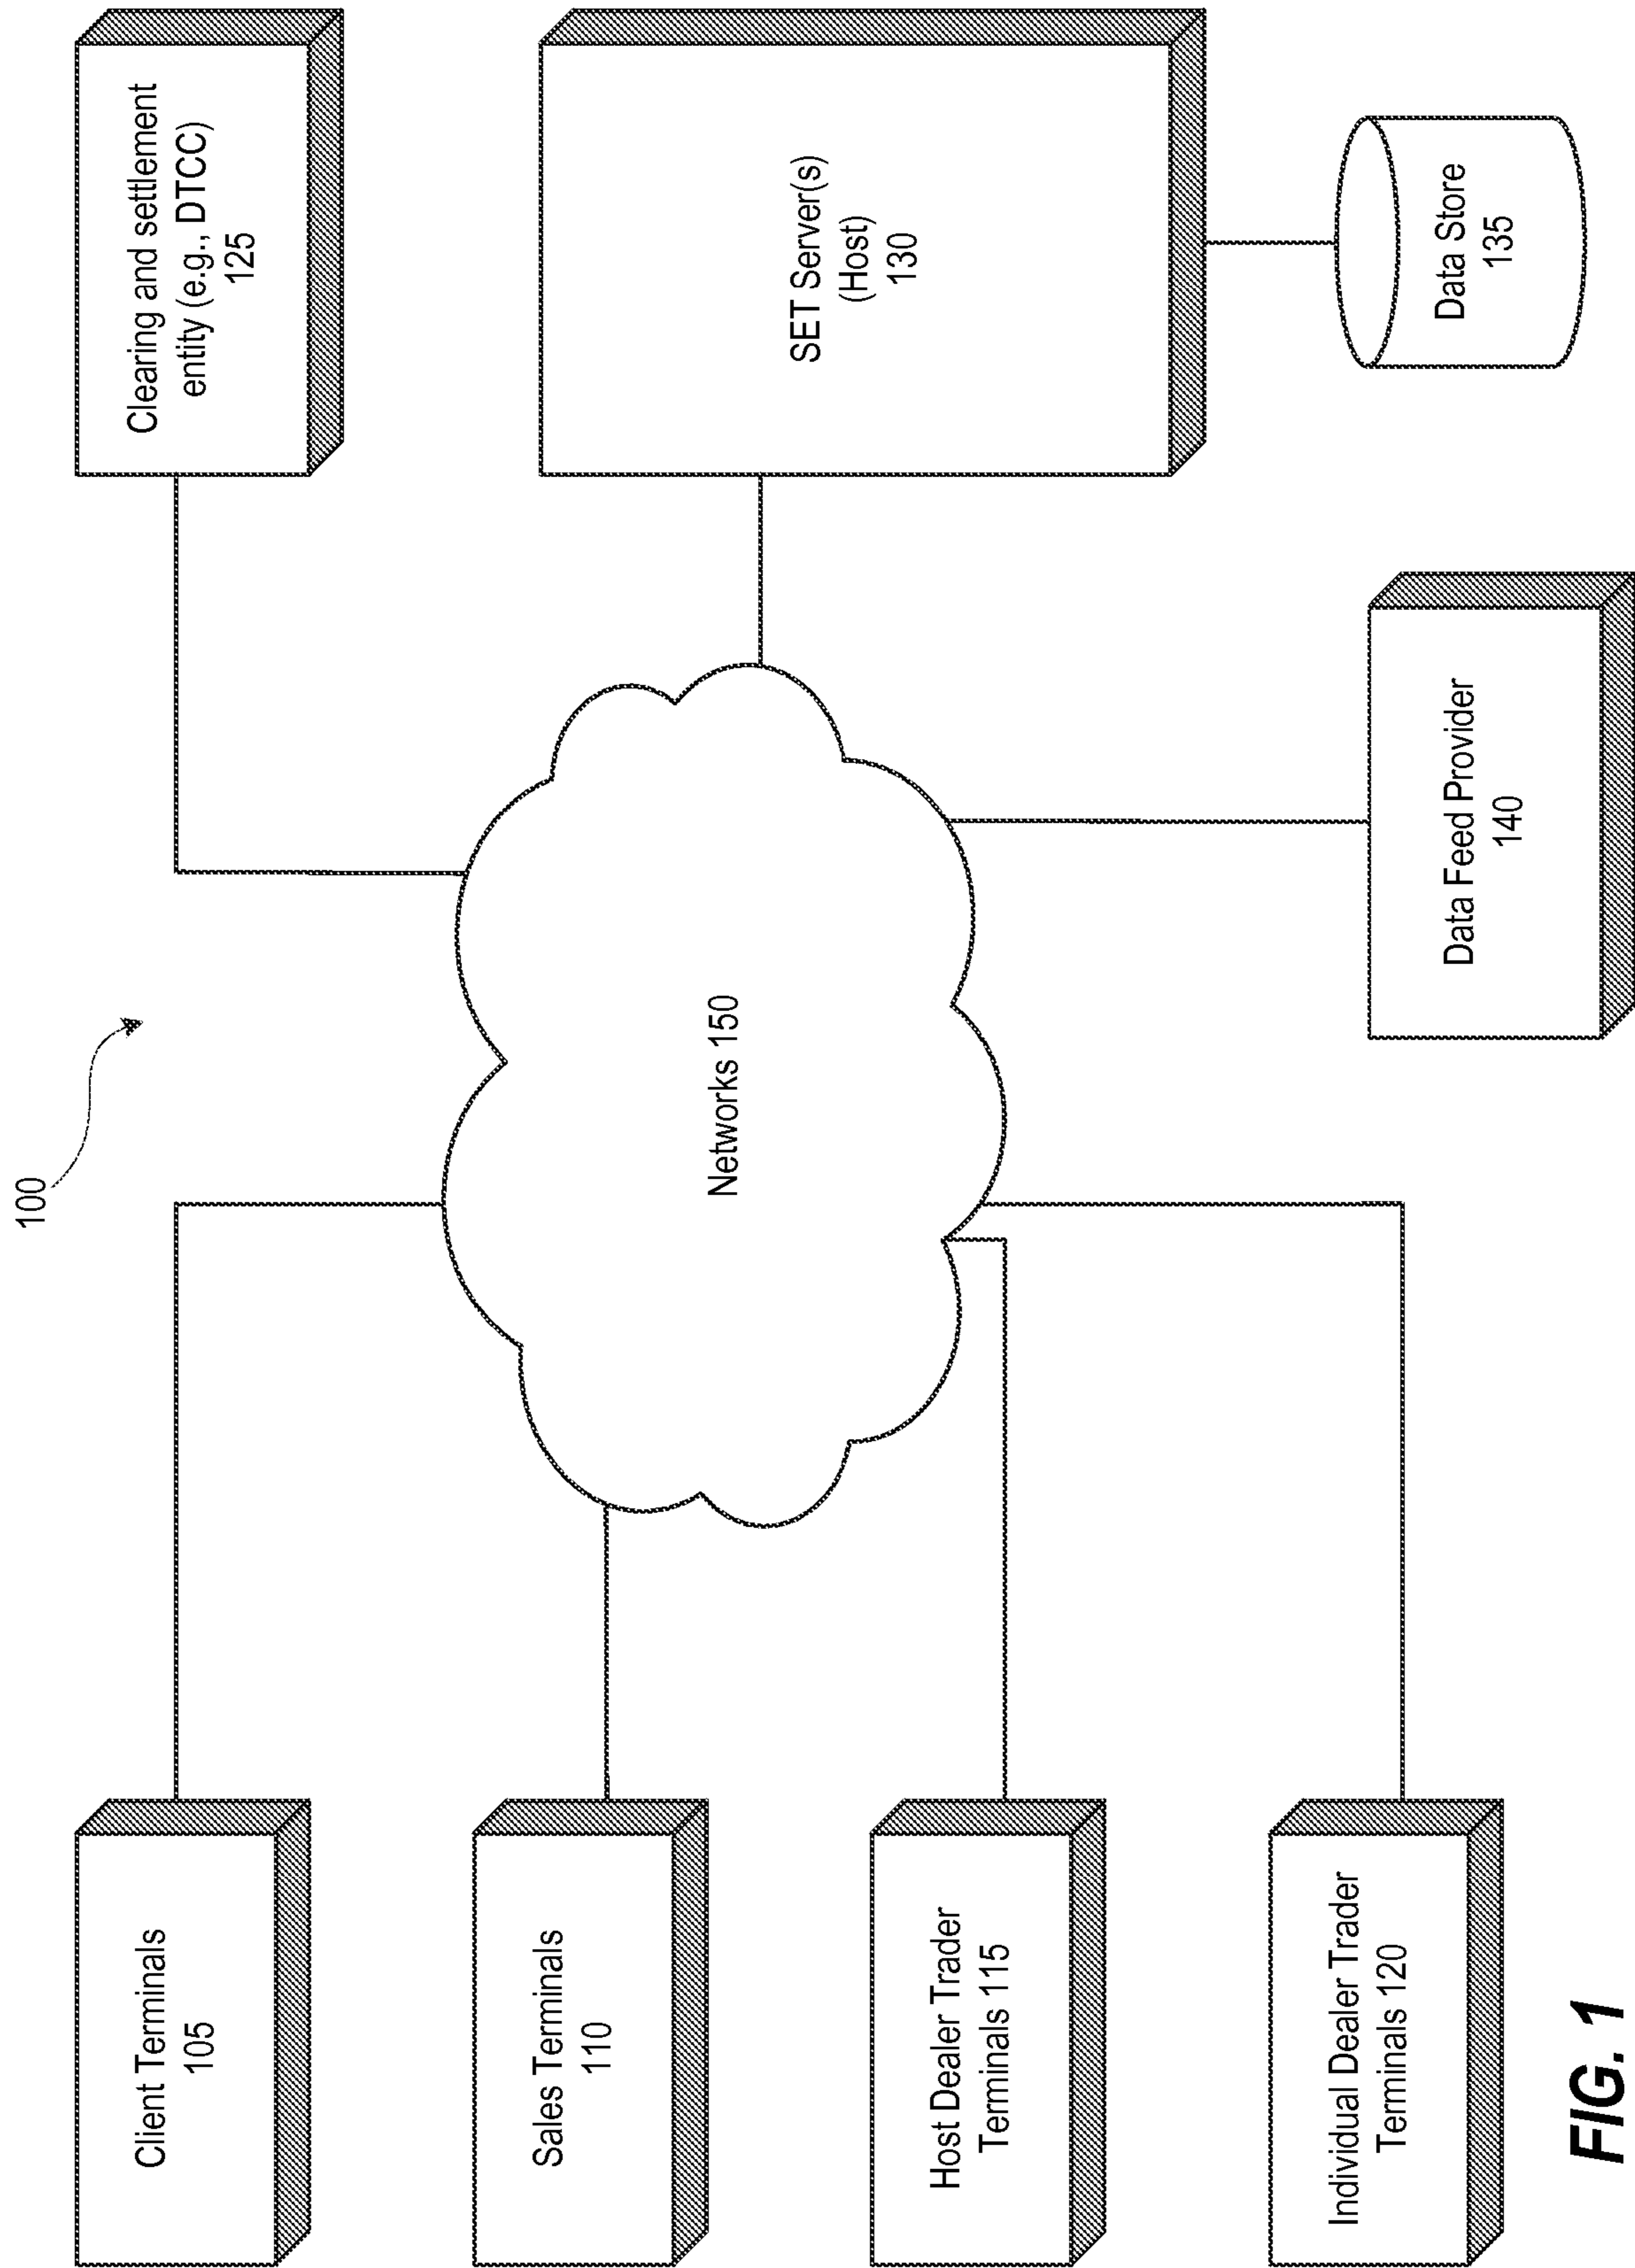 100
Client Terminals
105
Sales Terminals
110
Host Dealer Trader
Terminals 115
Individual Dealer Trader
Terminals 120
Networks 150
Clearing and settlement
entity (e.g., DTCC)
125
SET Server(s)
(Host)
130
Data Store
135
Data Feed Provider
140
FIG. 1